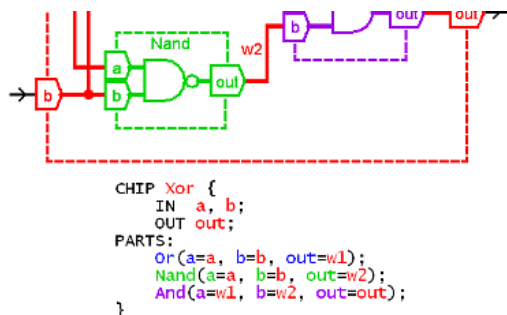 Nand
w2
b
out
out
a
b
out
b
CHIP Xor {
IN a, b;
OUT out;
PARTS:
Or(a=a, b=b, out=w1);
Nand(a=a, b=b, out=w2);
And(a=w1, b=w2, out=out);
}